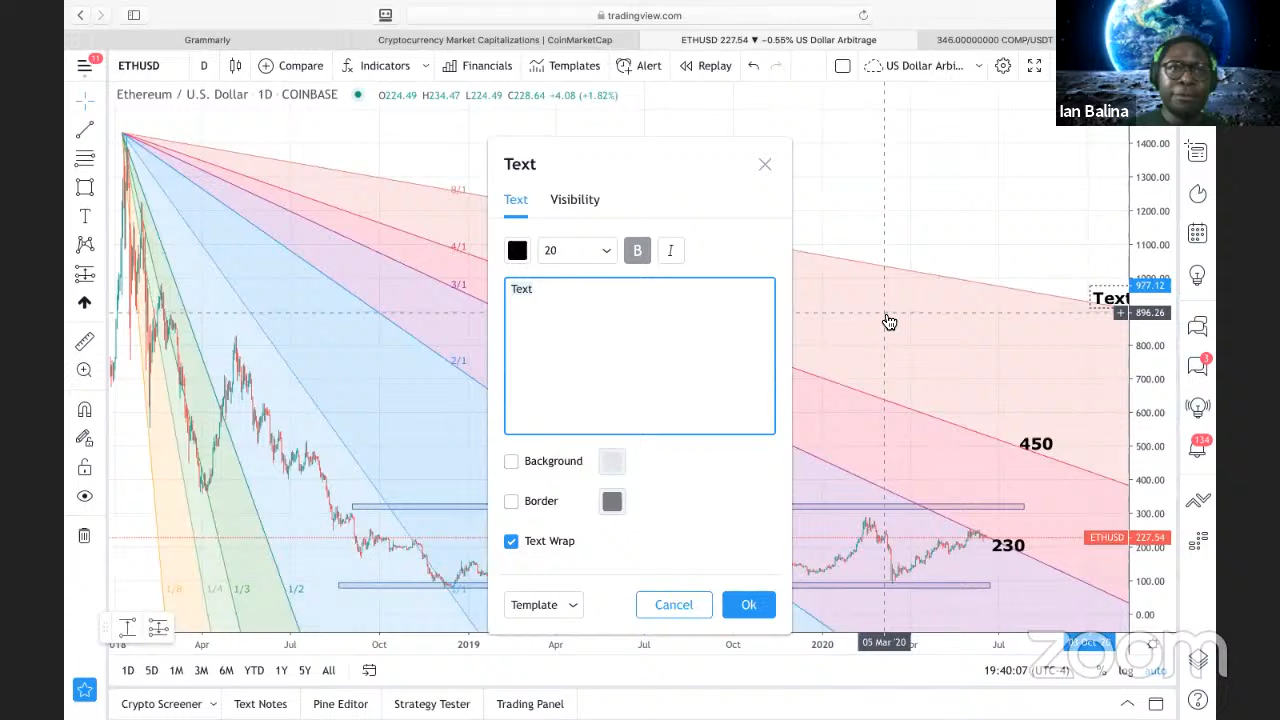 tradingview.com
Grammarly
Cryptocurrency Market Capitalizations | CoinMarketCap
ETHUSD 227.54 ▼ −0.55% US Dollar Arbitrage
346.00000000 COMP/USDT
Ian Balina
11
ETHUSD
D
Compare
Indicators
Financials
Templates
Alert
Replay
US Dollar Arbi...
Ethereum / U.S. Dollar · 1D · COINBASE
O224.49 H234.47 L224.49 C228.64 +4.08 (+1.82%)
Text
Text
Visibility
20
B
I
Text
Background
Border
Text Wrap
Template
Cancel
Ok
8/1
4/1
3/1
2/1
1/8
1/4
1/3
1/2
Text
450
230
1400.00
1300.00
1200.00
1100.00
1000.00
977.12
+ 896.26
800.00
700.00
600.00
500.00
400.00
300.00
ETHUSD 227.54
200.00
100.00
0.00
3
134
Apr
Jul
Oct
2019
Apr
Jul
Oct
2020
05 Mar '20
Jul
zoom
1D 5D 1M 3M 6M YTD 1Y 5Y All
19:40:07 (UTC-4)
%
log
auto
Crypto Screener
Text Notes
Pine Editor
Strategy Tester
Trading Panel